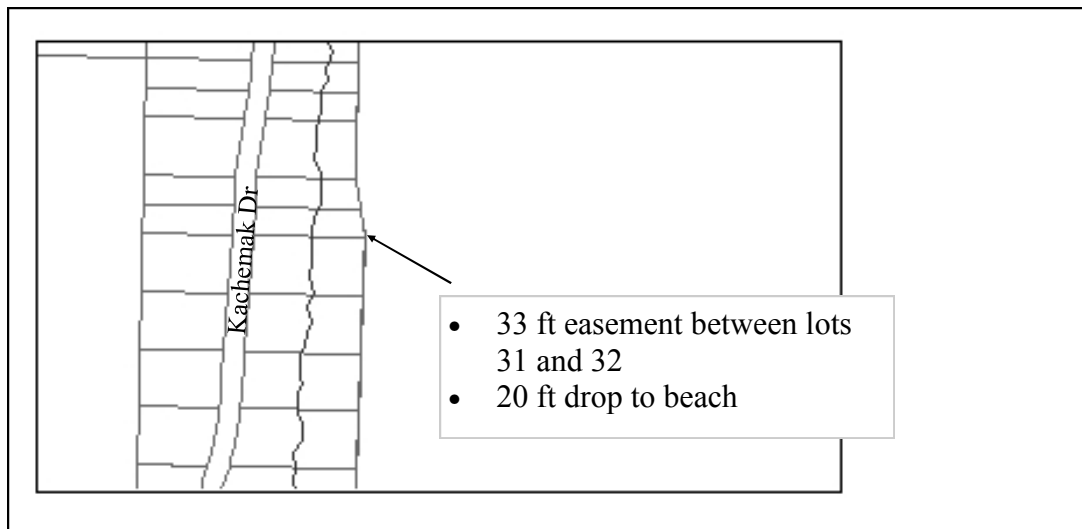 Kachemak Dr
• 33 ft easement between lots
31 and 32
• 20 ft drop to beach